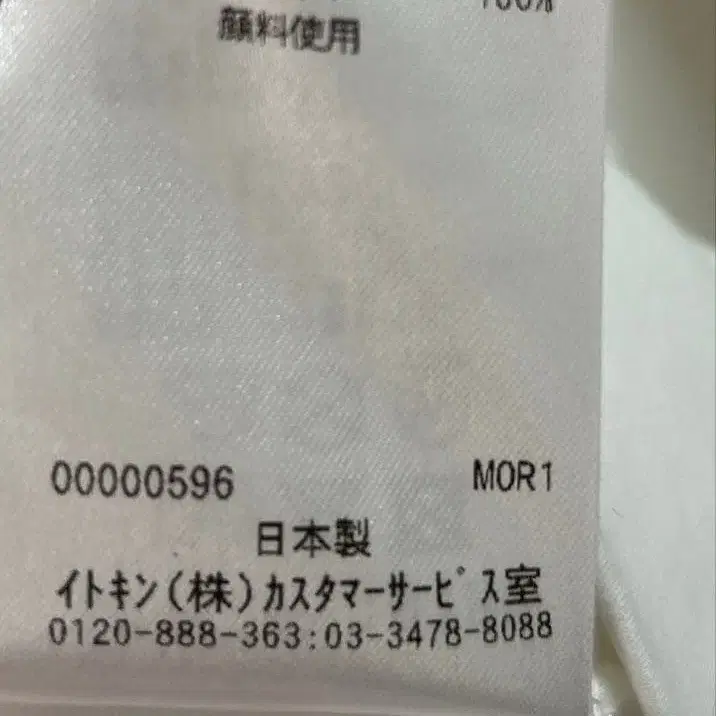 100%
顔料使用
00000596 MOR1
日本製
イトキン(株)カスタマーサービス室
0120-888-363:03-3478-8088